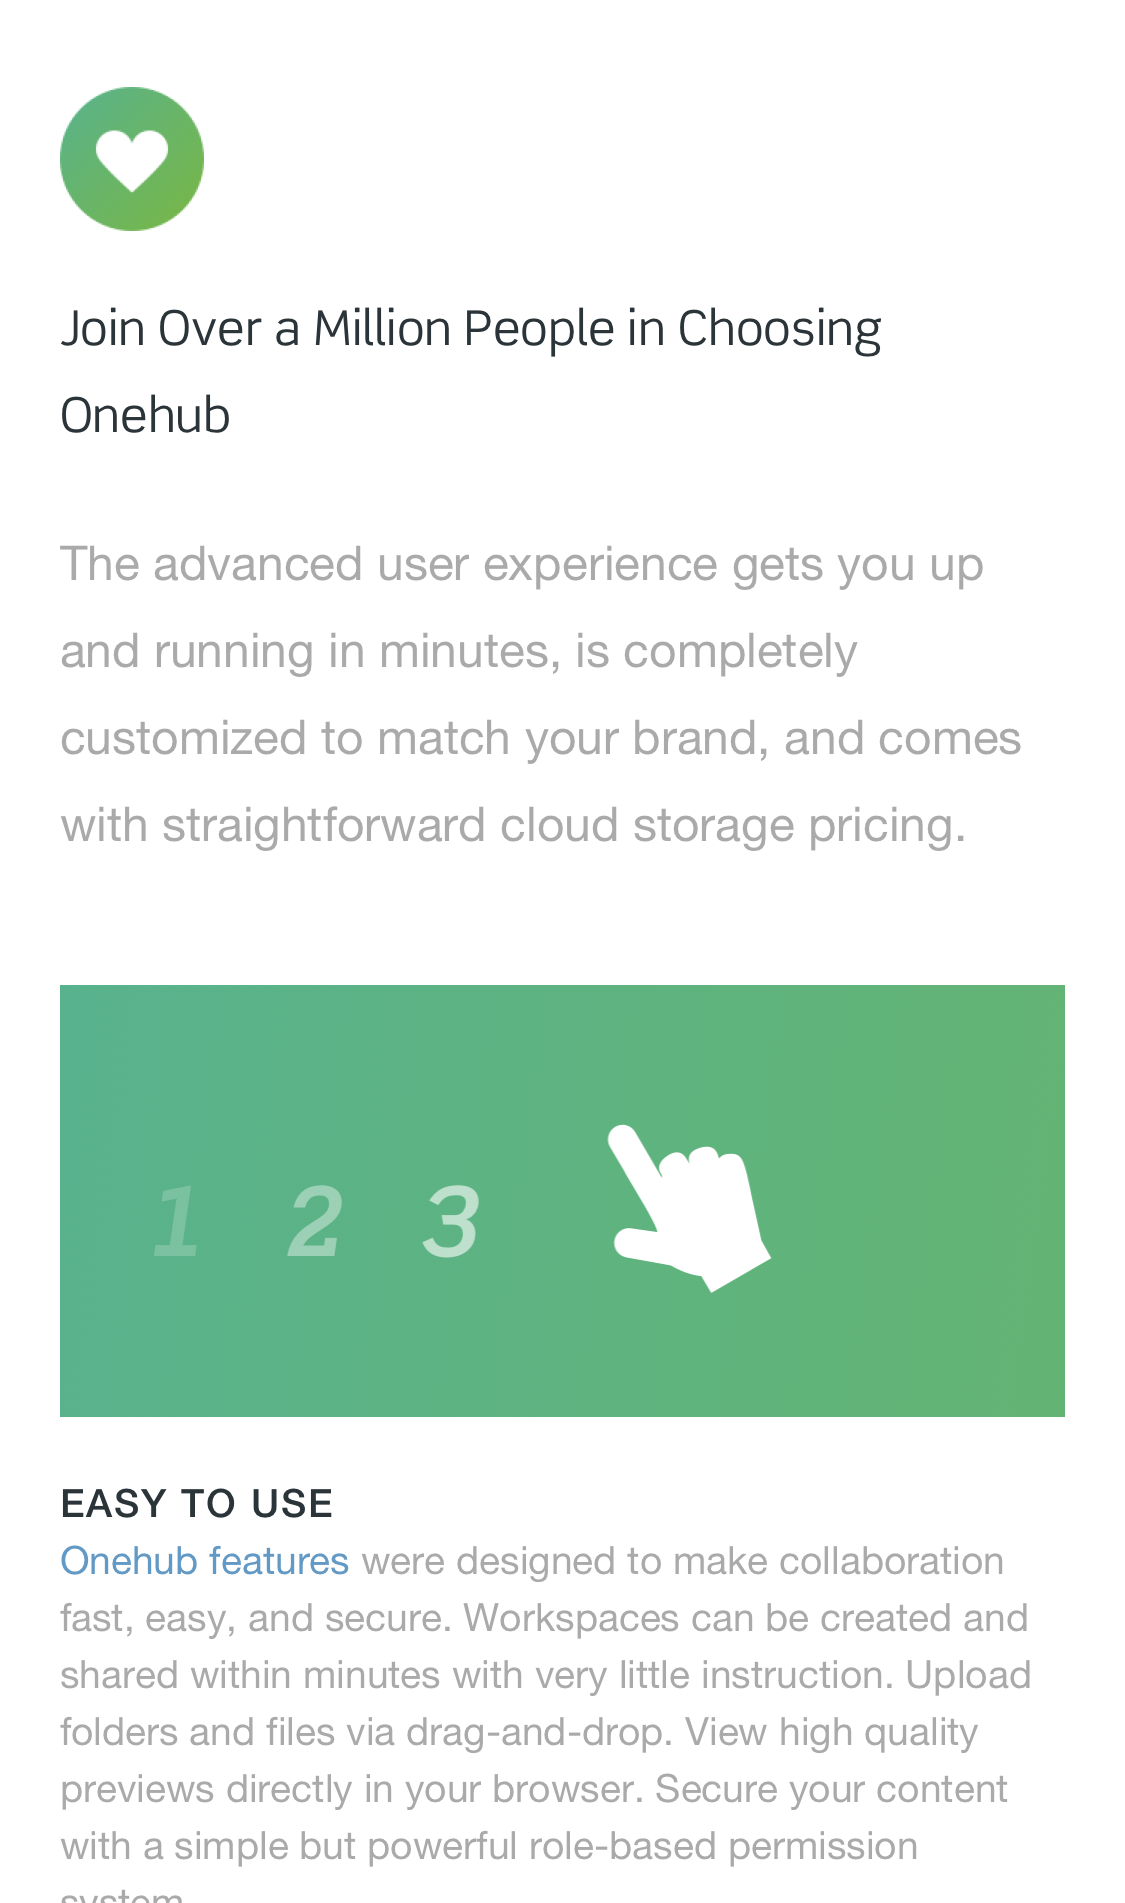 Join Over a Million People in Choosing
Onehub
The advanced user experience gets you up
and running in minutes, is completely
customized to match your brand, and comes
with straightforward cloud storage pricing.
1 2 3
EASY TO USE
Onehub features were designed to make collaboration
fast, easy, and secure. Workspaces can be created and
shared within minutes with very little instruction. Upload
folders and files via drag-and-drop. View high quality
previews directly in your browser. Secure your content
with a simple but powerful role-based permission
system.